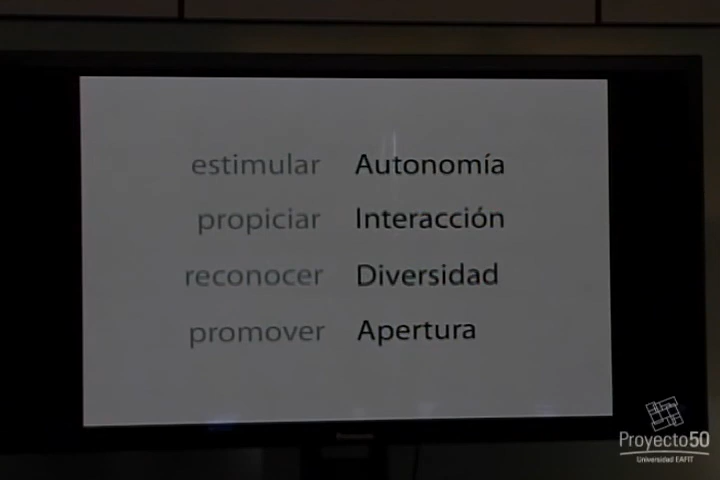 estimular Autonomía
propiciar Interacción
reconocer Diversidad
promover Apertura
Proyecto50
Universidad EAFIT